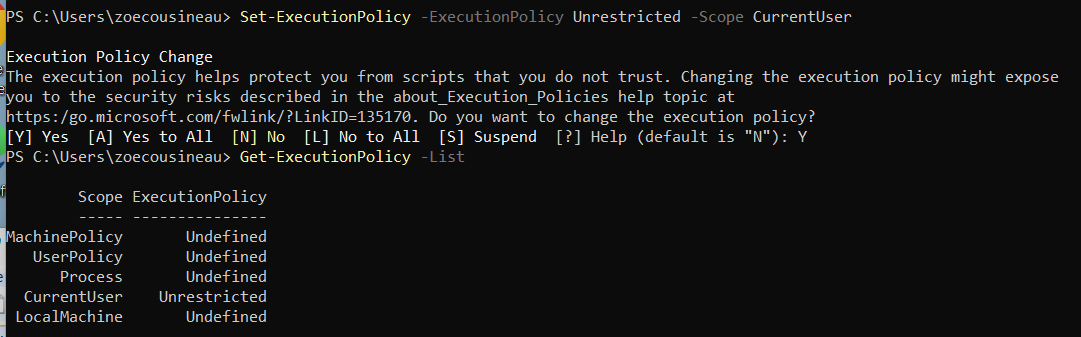 PS C:\Users\zoecousineau> Set-ExecutionPolicy -ExecutionPolicy Unrestricted -Scope CurrentUser
Execution Policy Change
The execution policy helps protect you from scripts that you do not trust. Changing the execution policy might expose
you to the security risks described in the about_Execution_Policies help topic at
https:/go.microsoft.com/fwlink/?LinkID=135170. Do you want to change the execution policy?
[Y] Yes  [A] Yes to All  [N] No  [L] No to All  [S] Suspend  [?] Help (default is "N"): Y
PS C:\Users\zoecousineau> Get-ExecutionPolicy -List
Scope ExecutionPolicy
----- ---------------
MachinePolicy Undefined
UserPolicy Undefined
Process Undefined
CurrentUser Unrestricted
LocalMachine Undefined